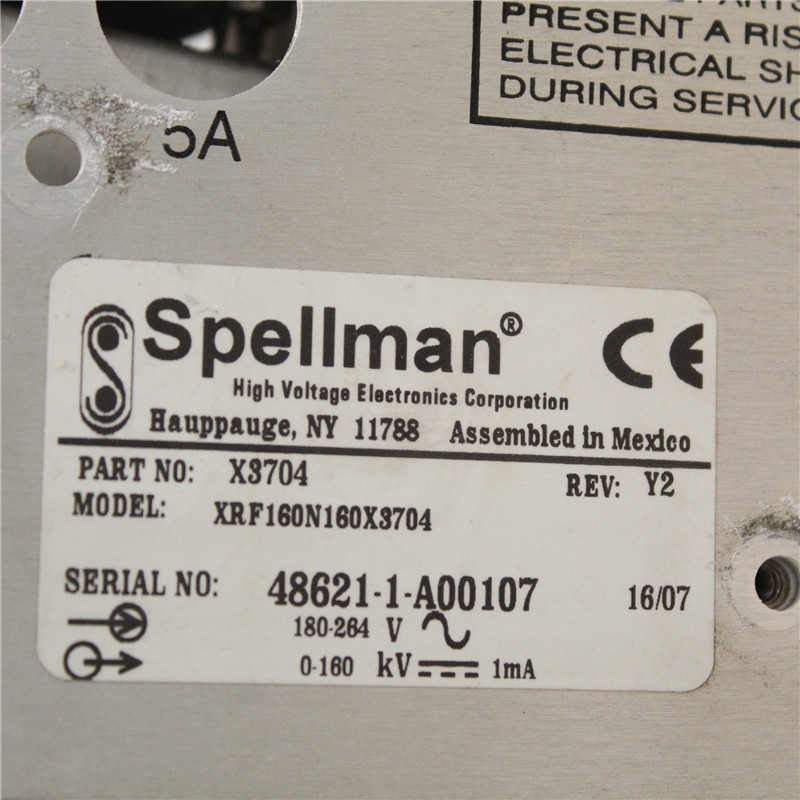 PARTS
PRESENT A RIS
ELECTRICAL SH
DURING SERVIC
5A
Spellman®
CE
High Voltage Electronics Corporation
Hauppauge, NY 11788 Assembled in Mexico
PART NO: X3704 REV: Y2
MODEL: XRF160N160X3704
SERIAL NO: 48621-1-A00107 16/07
180-264 V
0-160 kV 1mA